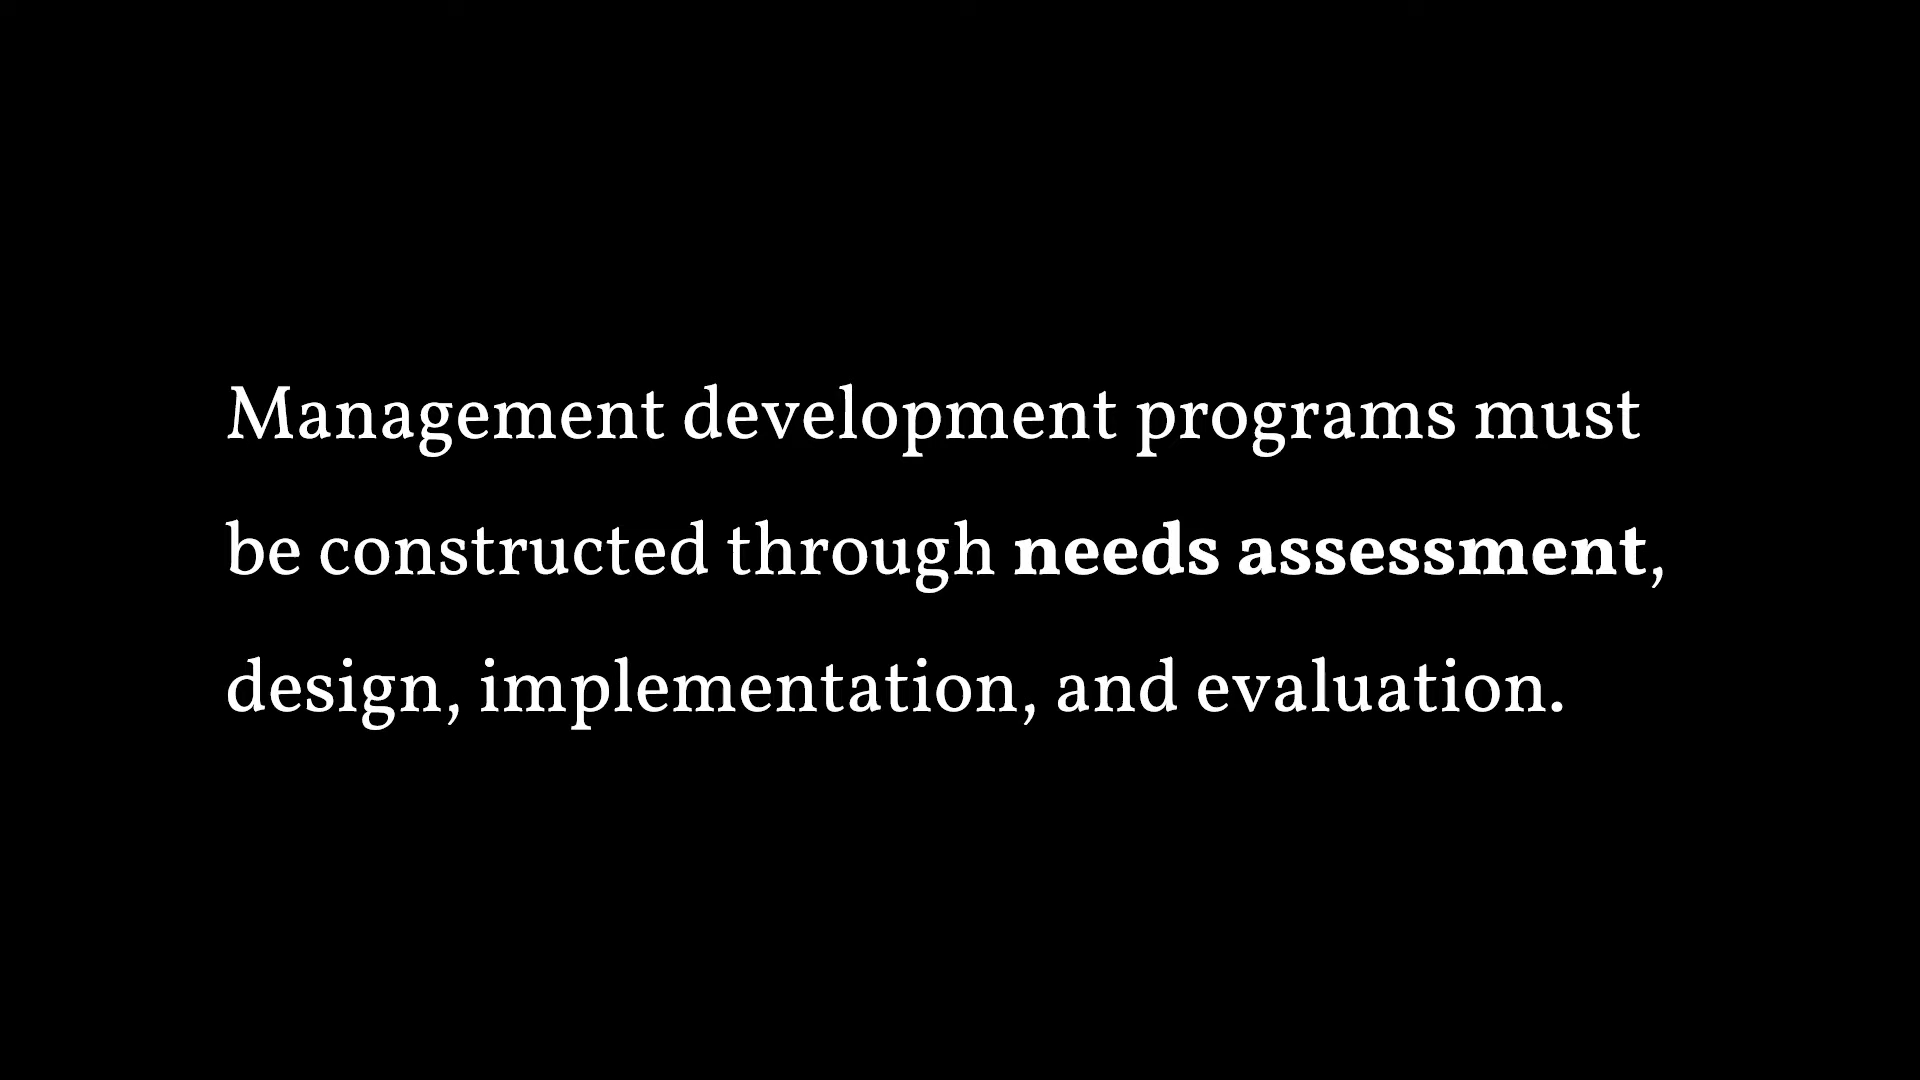 Management development programs must
be constructed through needs assessment,
design, implementation, and evaluation.